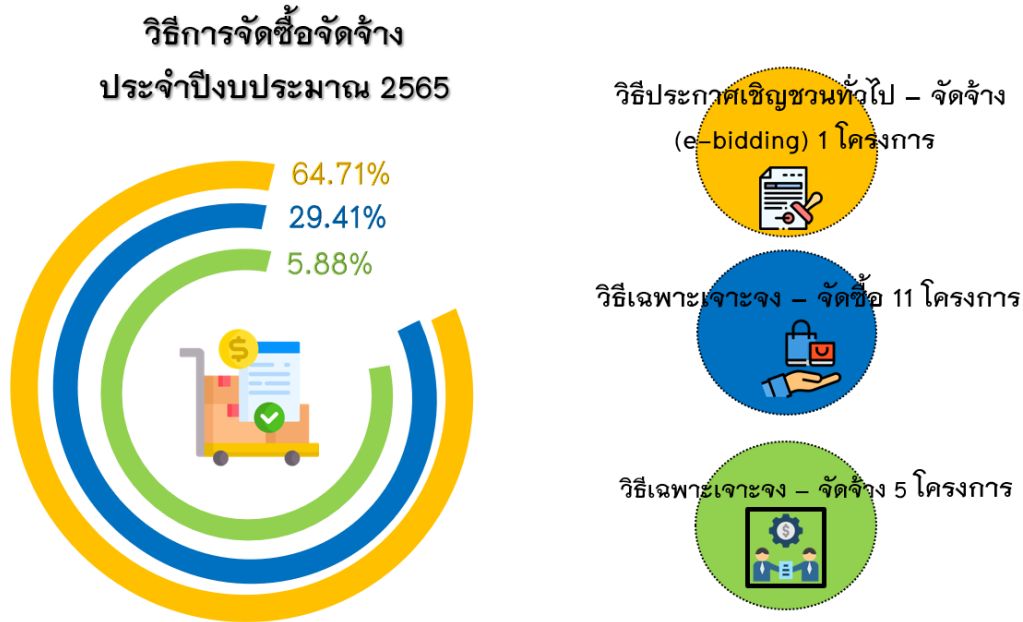 วิธีการจัดซื้อจัดจ้าง
ประจำปีงบประมาณ 2565
64.71%
29.41%
5.88%
วิธีประกาศเชิญชวนทั่วไป – จัดจ้าง
(e-bidding) 1 โครงการ
วิธีเฉพาะเจาะจง – จัดซื้อ 11 โครงการ
วิธีเฉพาะเจาะจง – จัดจ้าง 5 โครงการ